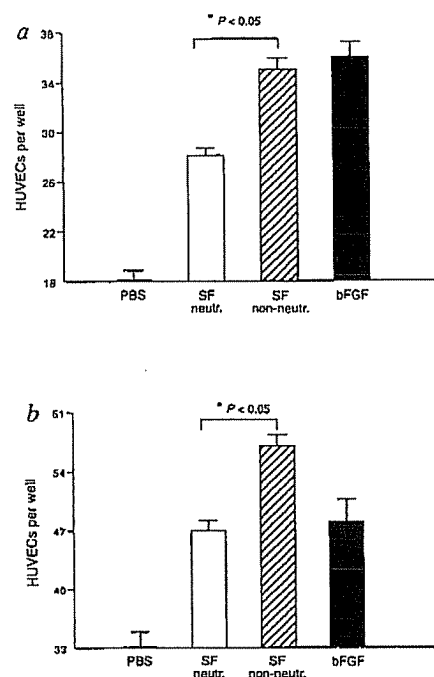 a
* P < 0.05
HUVECs per well
38
34
30
26
22
18
PBS
SF neutr.
SF non-neutr.
bFGF
b
* P < 0.05
HUVECs per well
61
54
47
40
33
PBS
SF neutr.
SF non-neutr.
bFGF